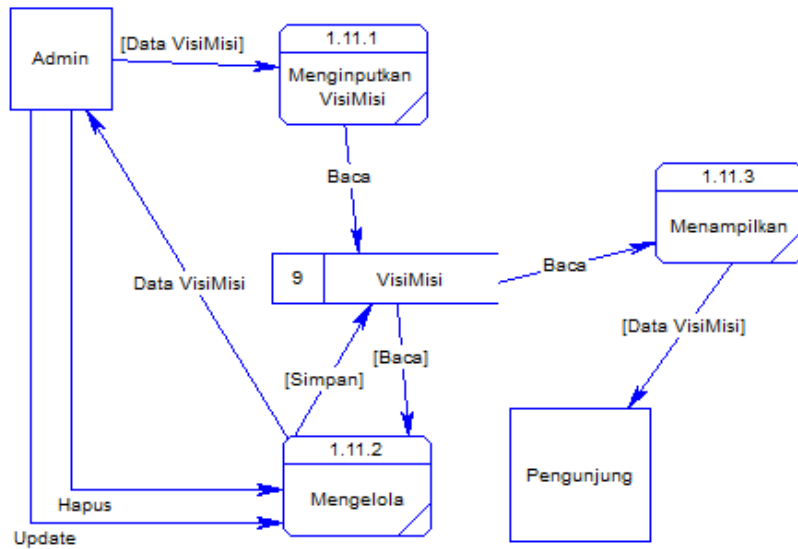 Admin
[Data VisiMisi]
1.11.1
Menginputkan
VisiMisi
Baca
1.11.3
Menampilkan
Baca
9
VisiMisi
Data VisiMisi
[Simpan]
[Baca]
[Data VisiMisi]
1.11.2
Mengelola
Pengunjung
Hapus
Update